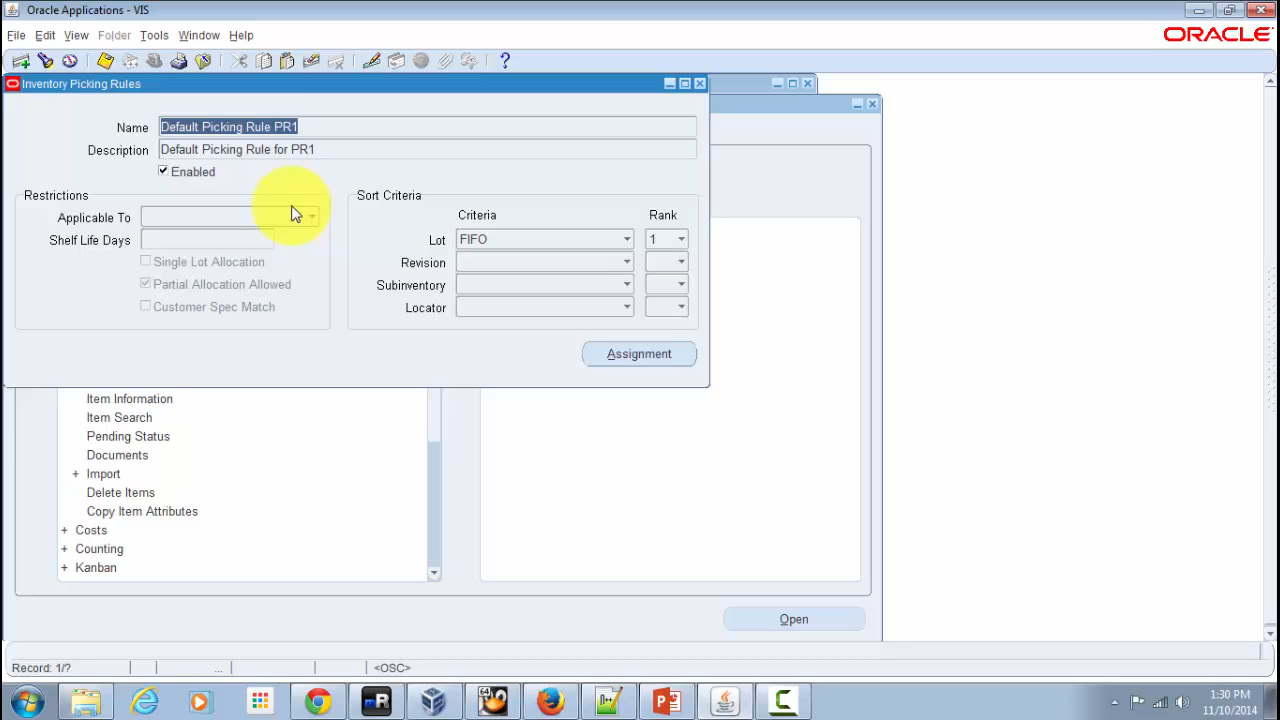 Oracle Applications - VIS
File Edit View Folder Tools Window Help
ORACLE
Inventory Picking Rules
Name Default Picking Rule PR1
Description Default Picking Rule for PR1
Enabled
Restrictions
Sort Criteria
Criteria Rank
Applicable To
Shelf Life Days
Lot FIFO 1
Single Lot Allocation
Revision
Partial Allocation Allowed
Subinventory
Customer Spec Match
Locator
Assignment
Item Information
Item Search
Pending Status
Documents
+ Import
Delete Items
Copy Item Attributes
+ Costs
+ Counting
+ Kanban
Open
Record: 1/? ... <OSC>
1:30 PM
11/10/2014